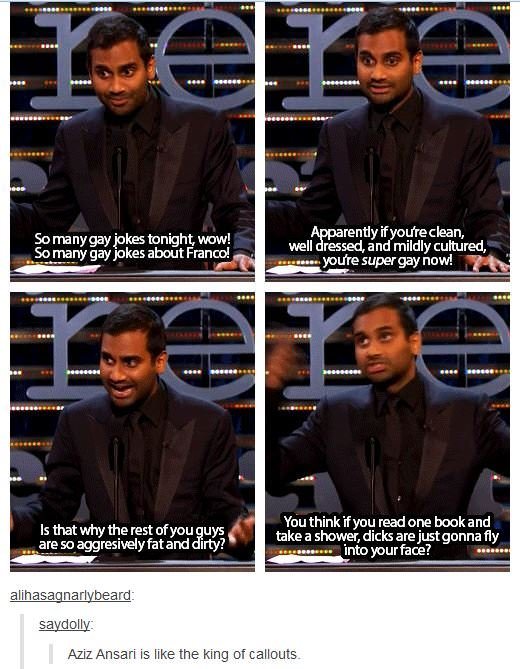 So many gay jokes tonight, wow!
So many gay jokes about Franco!
Apparently if you're clean,
well dressed, and mildly cultured,
you're super gay now!
Is that why the rest of you guys
are so aggresively fat and dirty?
You think if you read one book and
take a shower, dicks are just gonna fly
into your face?
alihasagnarlybeard:
saydolly:
Aziz Ansari is like the king of callouts.